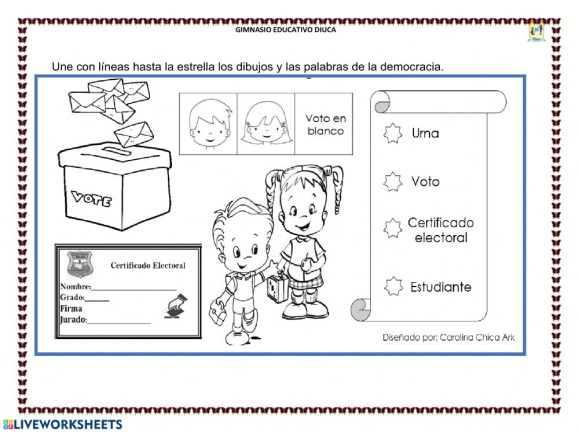 GIMNASIO EDUCATIVO DIUCA
Une con líneas hasta la estrella los dibujos y las palabras de la democracia.
VOTE
Voto en
blanco
Urna
Voto
Certificado
electoral
Estudiante
Certificado Electoral
Nombre:
Grado:
Firma
Jurado:
Diseñado por: Carolina Chica Ark
LIVEWORKSHEETS